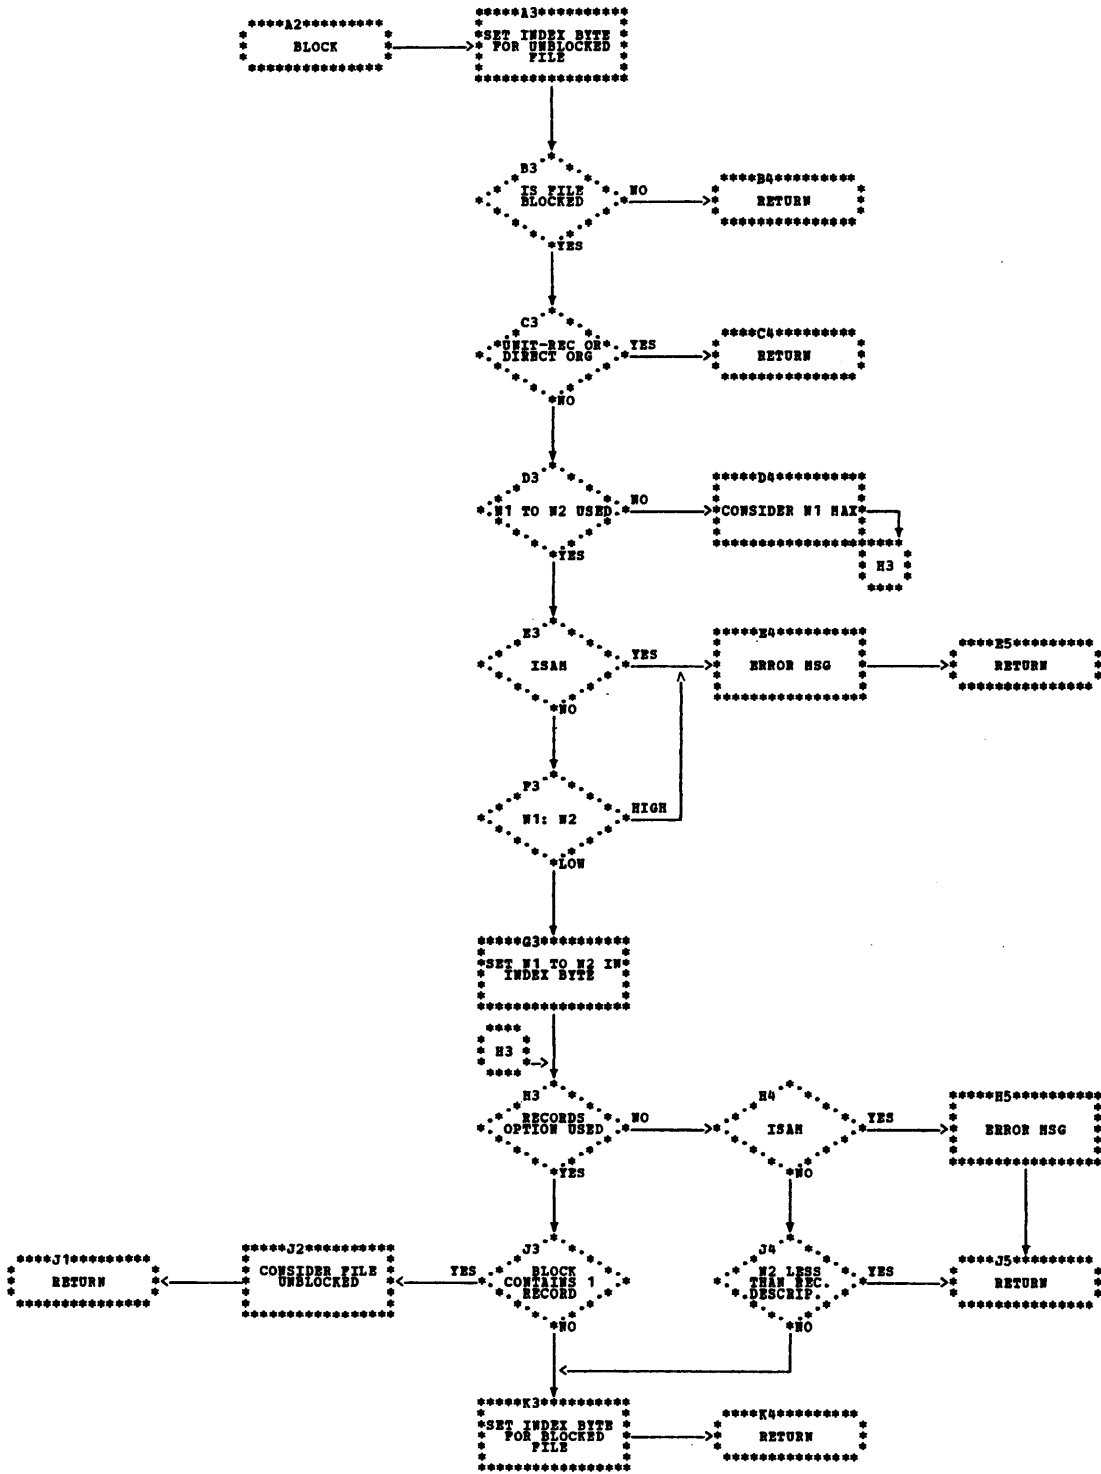 A2
BLOCK
A3
SET INDEX BYTE
FOR UNBLOCKED
FILE
B3
IS FILE
BLOCKED
NO
YES
B4
RETURN
C3
UNIT-REC OR
DIRECT ORG
YES
NO
C4
RETURN
D3
N1 TO N2 USED
NO
YES
D4
CONSIDER N1 MAX
H3
E3
ISAM
YES
NO
E4
ERROR MSG
E5
RETURN
F3
N1: N2
HIGH
LOW
G3
SET N1 TO N2 IN
INDEX BYTE
H3
H3
RECORDS
OPTION USED
NO
YES
H4
ISAM
YES
NO
H5
ERROR MSG
J1
RETURN
J2
CONSIDER FILE
UNBLOCKED
YES
J3
BLOCK
CONTAINS 1
RECORD
NO
J4
N2 LESS
THAN REC.
DESCRIP.
YES
NO
J5
RETURN
K3
SET INDEX BYTE
FOR BLOCKED
FILE
K4
RETURN